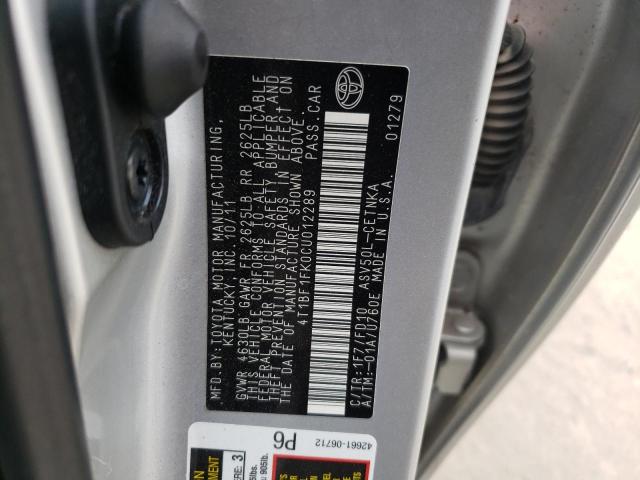 MFD.BY:TOYOTA MOTOR MANUFACTURING,
KENTUCKY, INC. 10/11
GVWR 4630LB GAWR FR 2625LB RR 2625LB
THIS VEHICLE CONFORMS TO ALL APPLICABLE
FEDERAL MOTOR VEHICLE SAFETY, BUMPER, AND
THEFT PREVENTION STANDARDS IN EFFECT ON
THE DATE OF MANUFACTURE SHOWN ABOVE.
4T1BF1FK0CU012289 PASS.CAR
C/TR:1F7/FD10 ASV50L-CETNKA
A/TM:-01A/U760E MADE IN U.S.A.
01279
P6
42661-06712